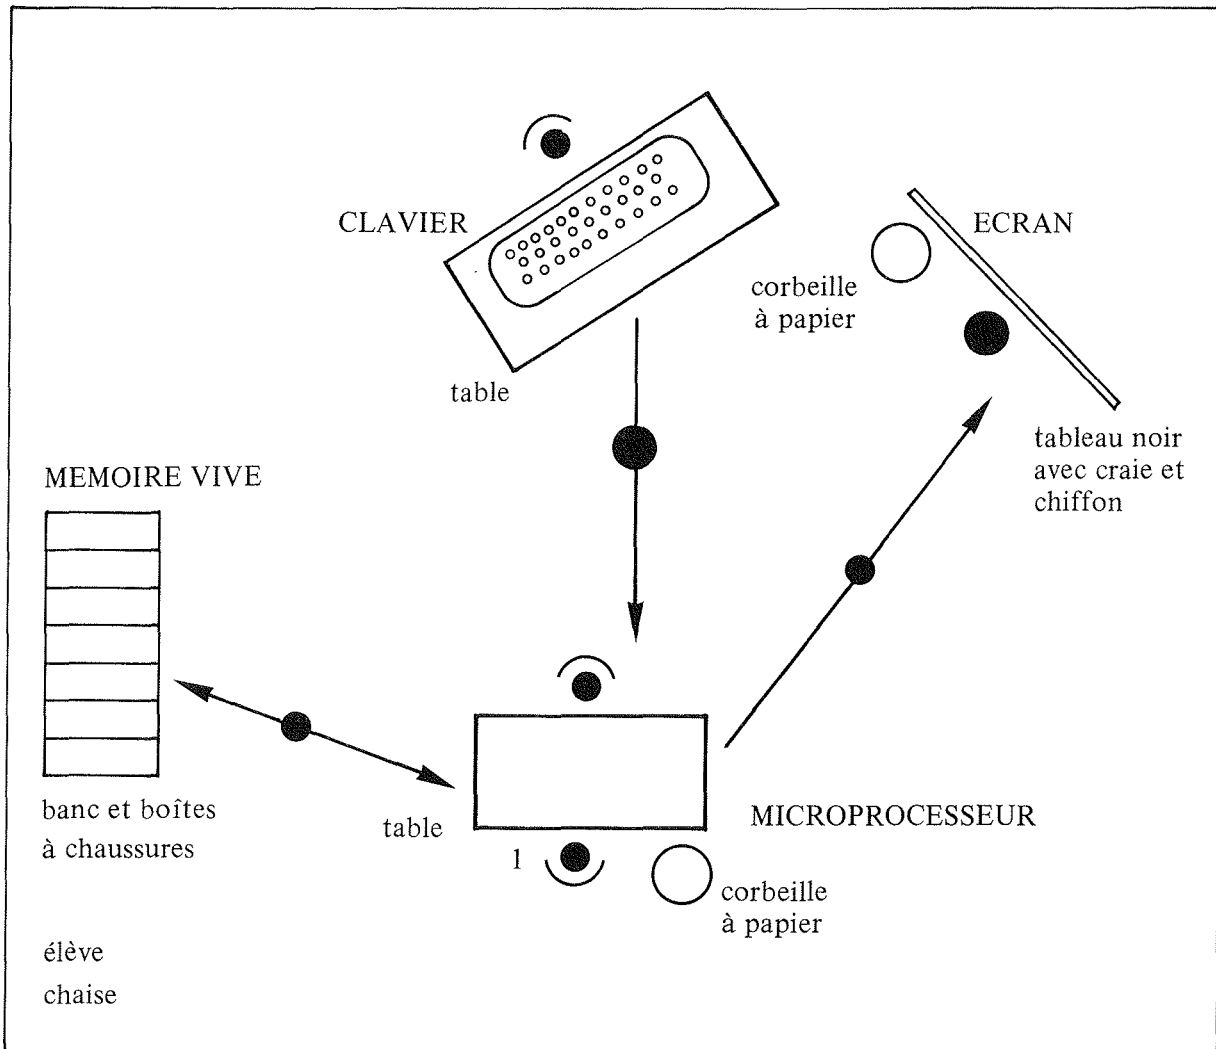 CLAVIER
ECRAN
corbeille
à papier
table
tableau noir
avec craie et
chiffon
MEMOIRE VIVE
banc et boîtes
à chaussures
table
MICROPROCESSEUR
1
corbeille
à papier
élève
chaise